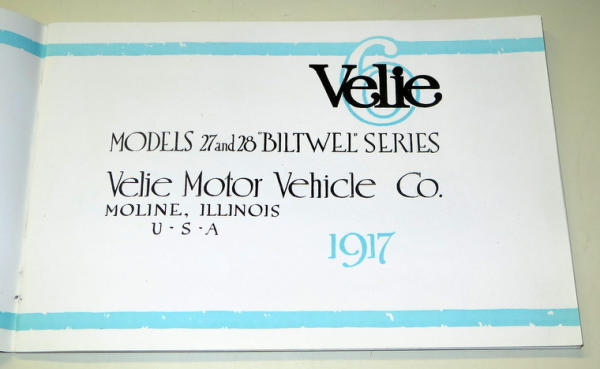 Velie 6
MODELS 27 and 28 "BILTWEL" SERIES
Velie Motor Vehicle Co.
MOLINE, ILLINOIS
U-S-A
1917